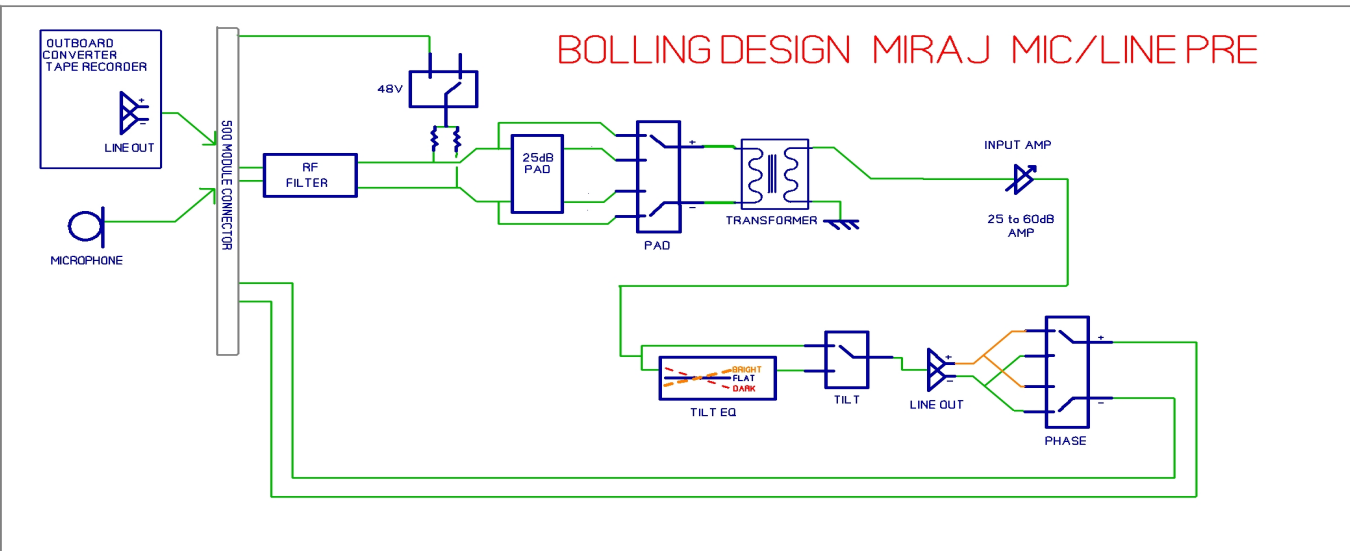 BOLLING DESIGN MIRAJ MIC/LINE PRE
OUTBOARD
CONVERTER
TAPE RECORDER
+
−
LINE OUT
MICROPHONE
500 MODULE CONNECTOR
48V
RF
FILTER
25dB
PAD
+
−
PAD
TRANSFORMER
INPUT AMP
25 to 60dB
AMP
BRIGHT
FLAT
DARK
TILT EQ
TILT
+
−
LINE OUT
+
−
PHASE